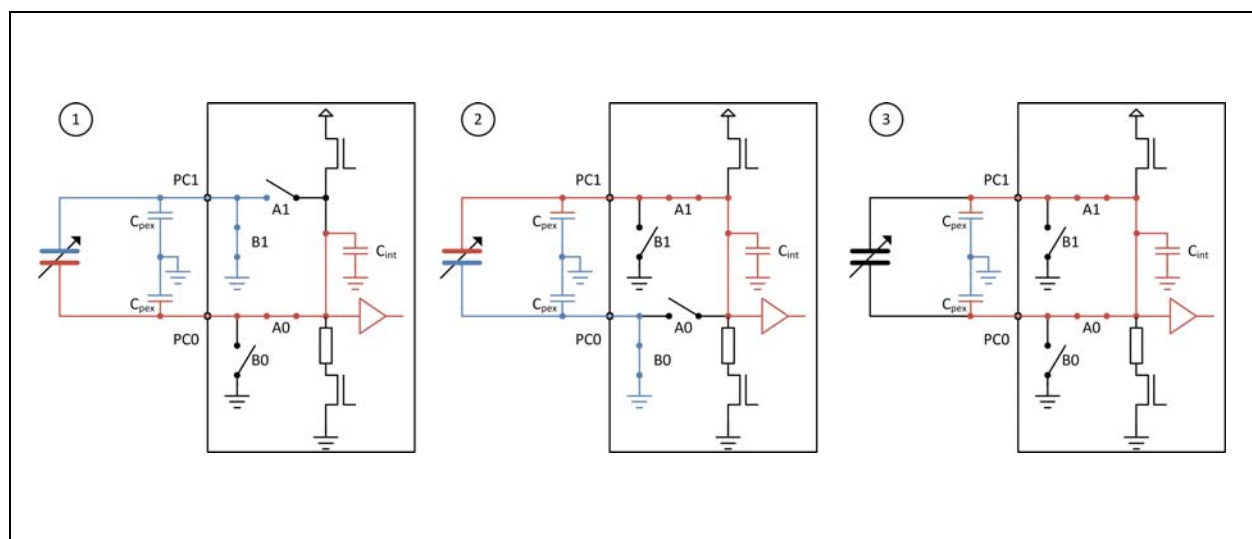 1
PC1
A1
B1
Cpex
Cpex
Cint
PC0
A0
B0
2
PC1
A1
B1
Cpex
Cpex
Cint
PC0
A0
B0
3
PC1
A1
B1
Cpex
Cpex
Cint
PC0
A0
B0